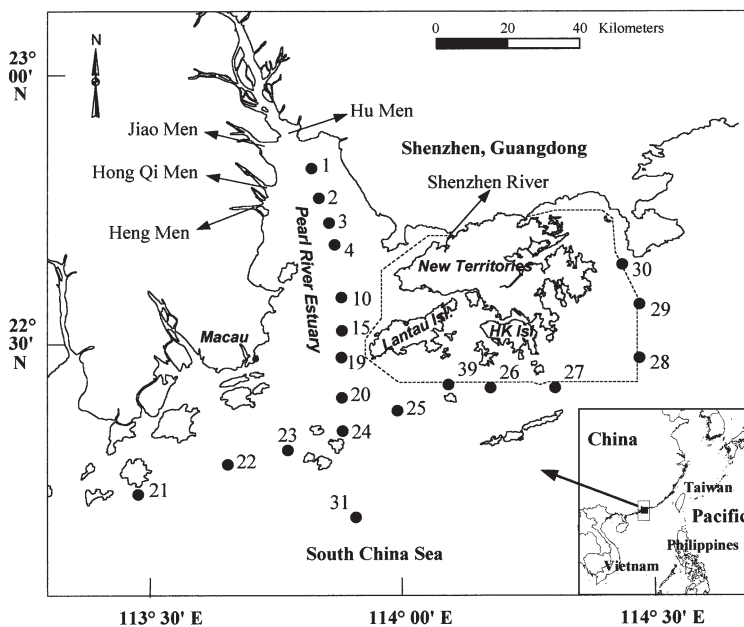 0 20 40 Kilometers
N
23°
00'
N
Hu Men
Jiao Men
Shenzhen, Guangdong
Hong Qi Men
1
Shenzhen River
2
Heng Men
3
4
Pearl River Estuary
New Territories
30
10
29
15
Lantau Isl
HK Isl
Macau
22°
30'
N
19
28
39
26
27
20
25
24
23
22
21
31
South China Sea
China
Taiwan
Pacific
Philippines
Vietnam
113° 30' E
114° 00' E
114° 30' E